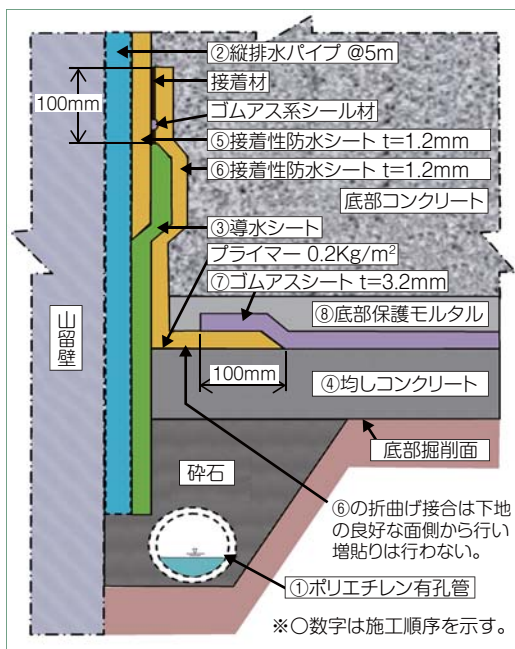 ②縦排水パイプ @5m
接着材
100mm
ゴムアス系シール材
⑤接着性防水シート t=1.2mm
⑥接着性防水シート t=1.2mm
底部コンクリート
③導水シート
プライマー 0.2Kg/m²
⑦ゴムアスシート t=3.2mm
⑧底部保護モルタル
山留壁
100mm
④均しコンクリート
底部掘削面
砕石
⑥の折曲げ接合は下地
の良好な面側から行い
増貼りは行わない。
①ポリエチレン有孔管
※○数字は施工順序を示す。